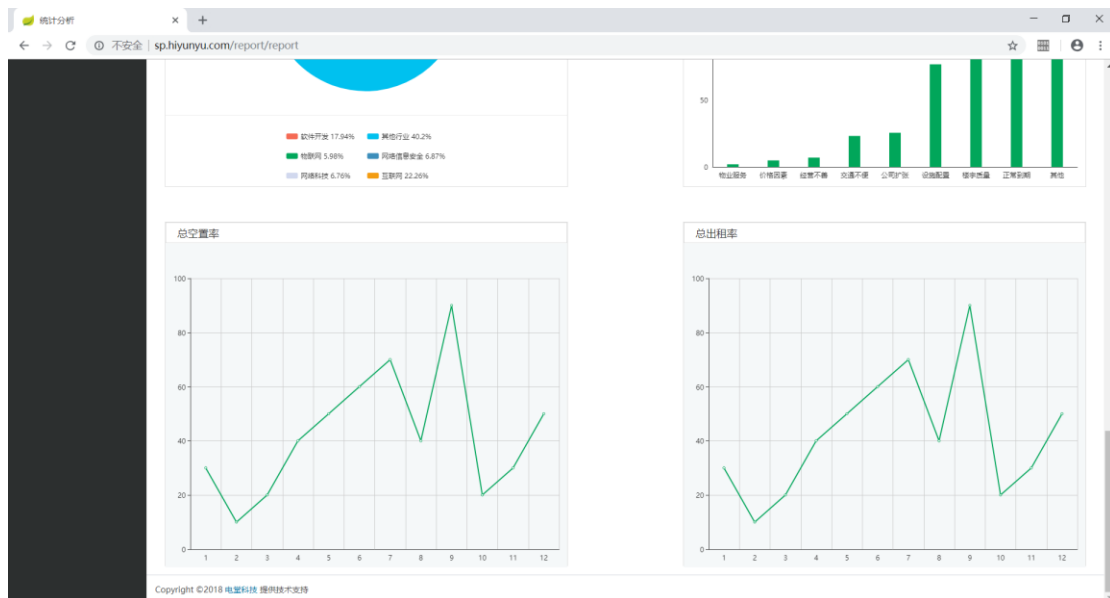 统计分析
不安全 | sp.hiyunyu.com/report/report
软件开发 17.94% 其他行业 40.2%
物联网 5.98% 网络信息安全 6.87%
网络科技 6.76% 互联网 22.26%
50
0
物业服务 价格因素 经营不善 交通不便 公司扩张 设施配置 楼宇质量 正常到期 其他
总空置率
100
80
60
40
20
0
1 2 3 4 5 6 7 8 9 10 11 12
总出租率
100
80
60
40
20
0
1 2 3 4 5 6 7 8 9 10 11 12
Copyright ©2018 电堂科技 提供技术支持